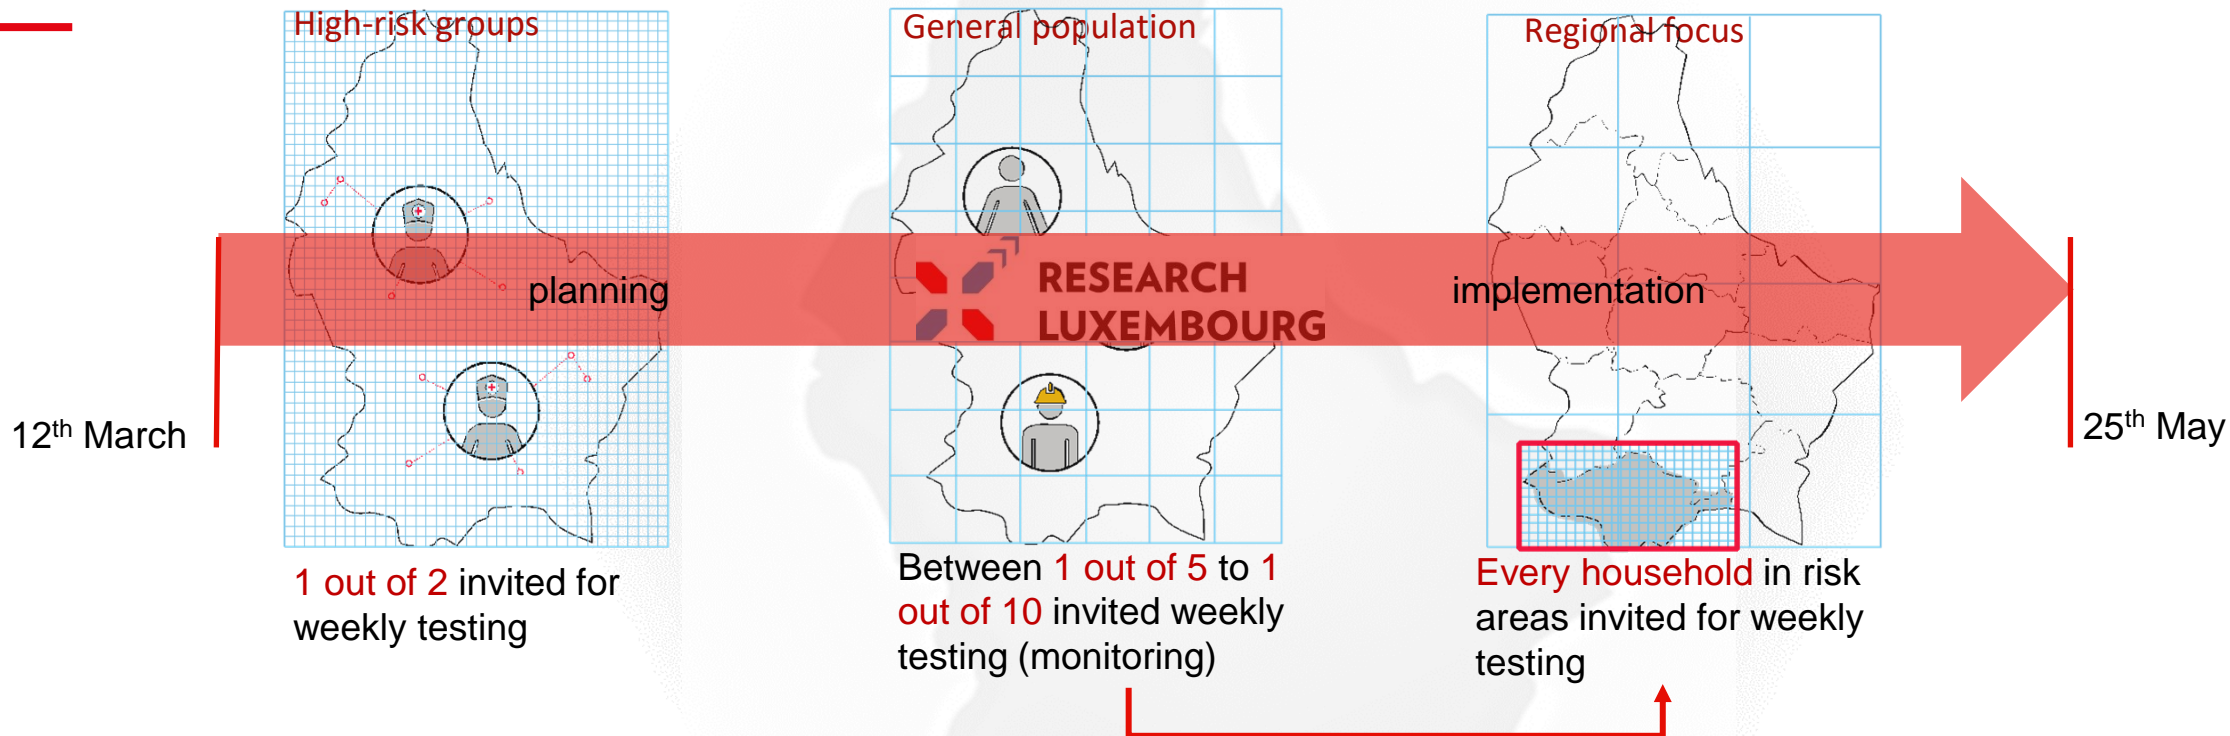 High-risk groups
General population
Regional focus
planning
RESEARCH
LUXEMBOURG
implementation
12th March
25th May
1 out of 2 invited for
weekly testing
Between 1 out of 5 to 1
out of 10 invited weekly
testing (monitoring)
Every household in risk
areas invited for weekly
testing